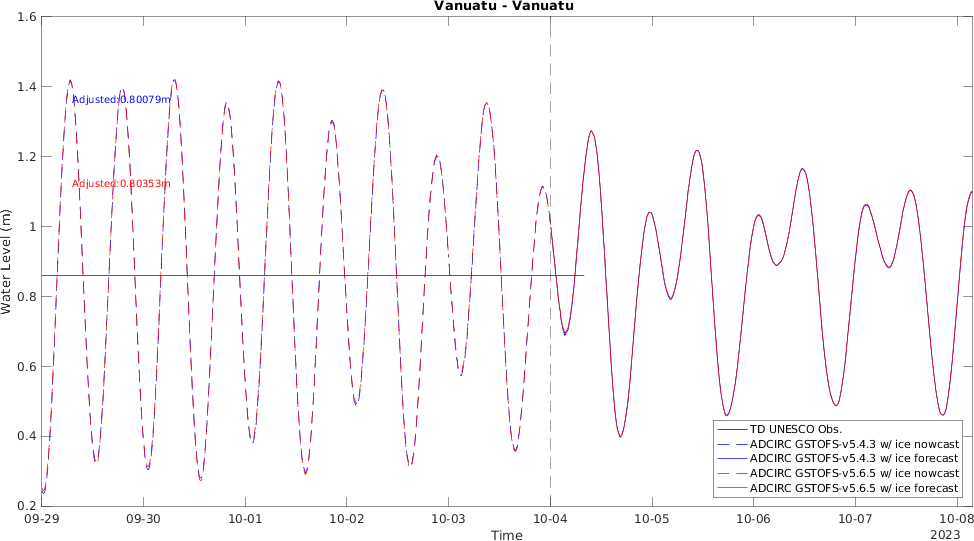 Vanuatu - Vanuatu
1.6
1.4
1.2
1
0.8
0.6
0.4
0.2
Water Level (m)
Adjusted:0.80079m
Adjusted:0.80353m
TD UNESCO Obs.
ADCIRC GSTOFS-v5.4.3 w/ ice nowcast
ADCIRC GSTOFS-v5.4.3 w/ ice forecast
ADCIRC GSTOFS-v5.6.5 w/ ice nowcast
ADCIRC GSTOFS-v5.6.5 w/ ice forecast
09-29 09-30 10-01 10-02 10-03 10-04 10-05 10-06 10-07 10-08
2023
Time